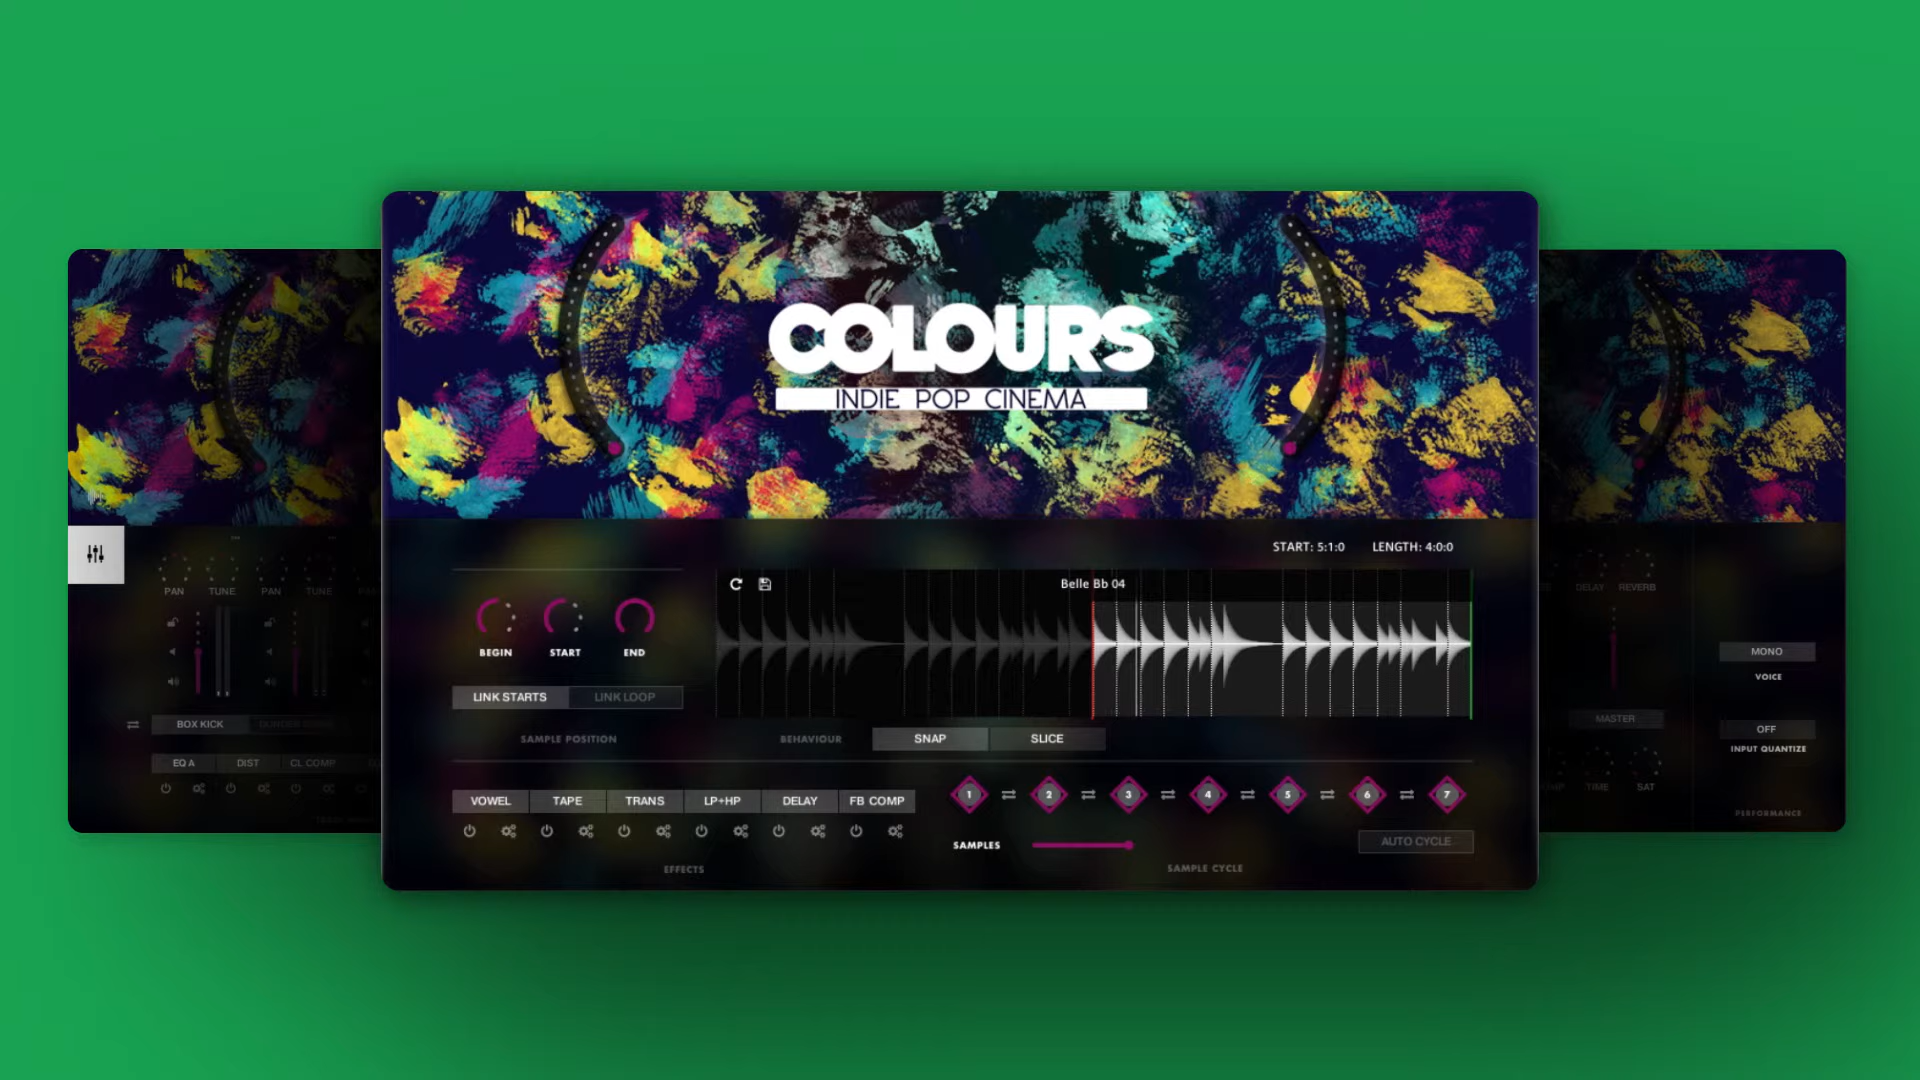 COLOURS
INDIE POP CINEMA
START: 5:1:0 LENGTH: 4:0:0
Belle Bb 04
BEGIN START END
LINK STARTS LINK LOOP
SAMPLE POSITION
BEHAVIOUR SNAP SLICE
VOWEL TAPE TRANS LP+HP DELAY FB COMP
1 2 3 4 5 6 7
SAMPLES
AUTO CYCLE
EFFECTS
SAMPLE CYCLE
PAN TUNE PAN TUNE
BOX KICK
EQ A DIST CL COMP
DELAY REVERB
MONO
VOICE
MASTER
OFF
INPUT QUANTIZE
TIME SAT
PERFORMANCE